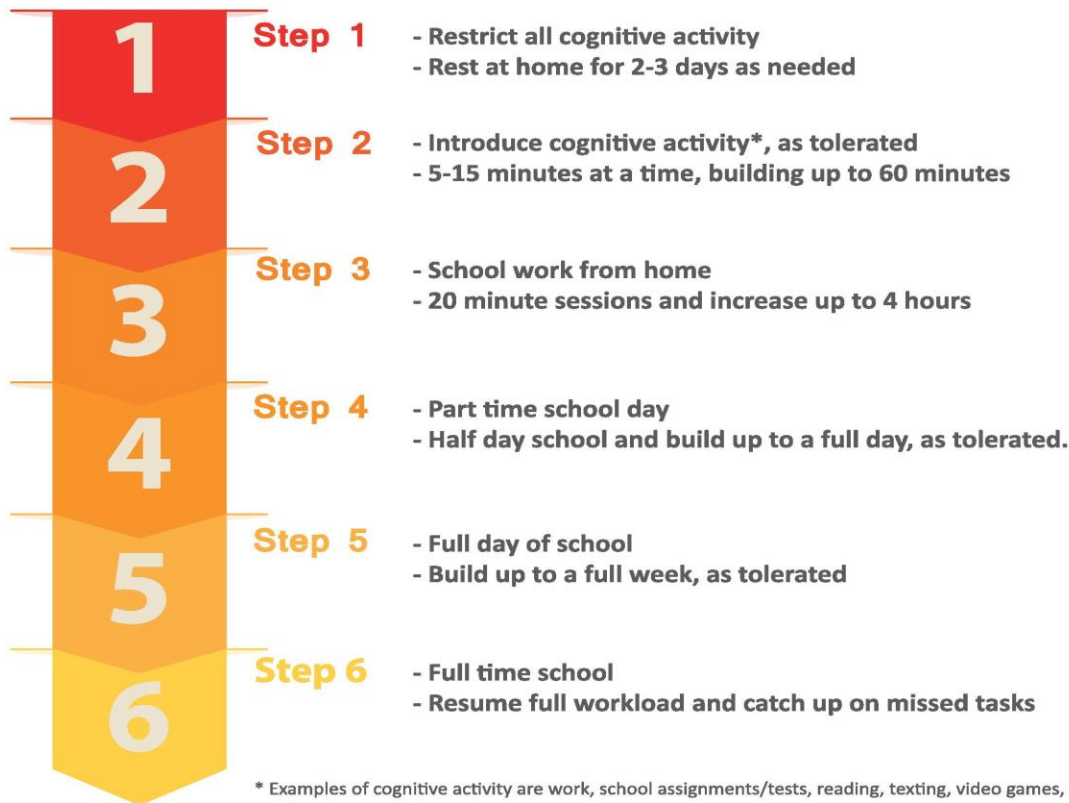 1
Step 1
- Restrict all cognitive activity
- Rest at home for 2-3 days as needed
2
Step 2
- Introduce cognitive activity*, as tolerated
- 5-15 minutes at a time, building up to 60 minutes
3
Step 3
- School work from home
- 20 minute sessions and increase up to 4 hours
4
Step 4
- Part time school day
- Half day school and build up to a full day, as tolerated.
5
Step 5
- Full day of school
- Build up to a full week, as tolerated
6
Step 6
- Full time school
- Resume full workload and catch up on missed tasks
* Examples of cognitive activity are work, school assignments/tests, reading, texting, video games,